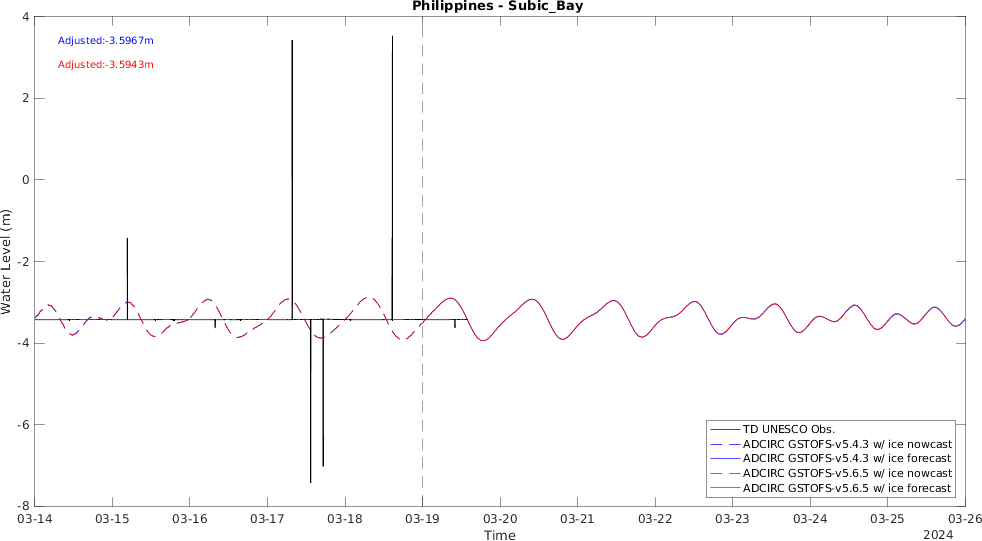 Philippines - Subic_Bay
Adjusted:-3.5967m
Adjusted:-3.5943m
Water Level (m)
4
2
0
-2
-4
-6
-8
TD UNESCO Obs.
ADCIRC GSTOFS-v5.4.3 w/ ice nowcast
ADCIRC GSTOFS-v5.4.3 w/ ice forecast
ADCIRC GSTOFS-v5.6.5 w/ ice nowcast
ADCIRC GSTOFS-v5.6.5 w/ ice forecast
03-14 03-15 03-16 03-17 03-18 03-19 03-20 03-21 03-22 03-23 03-24 03-25 03-26
Time
2024